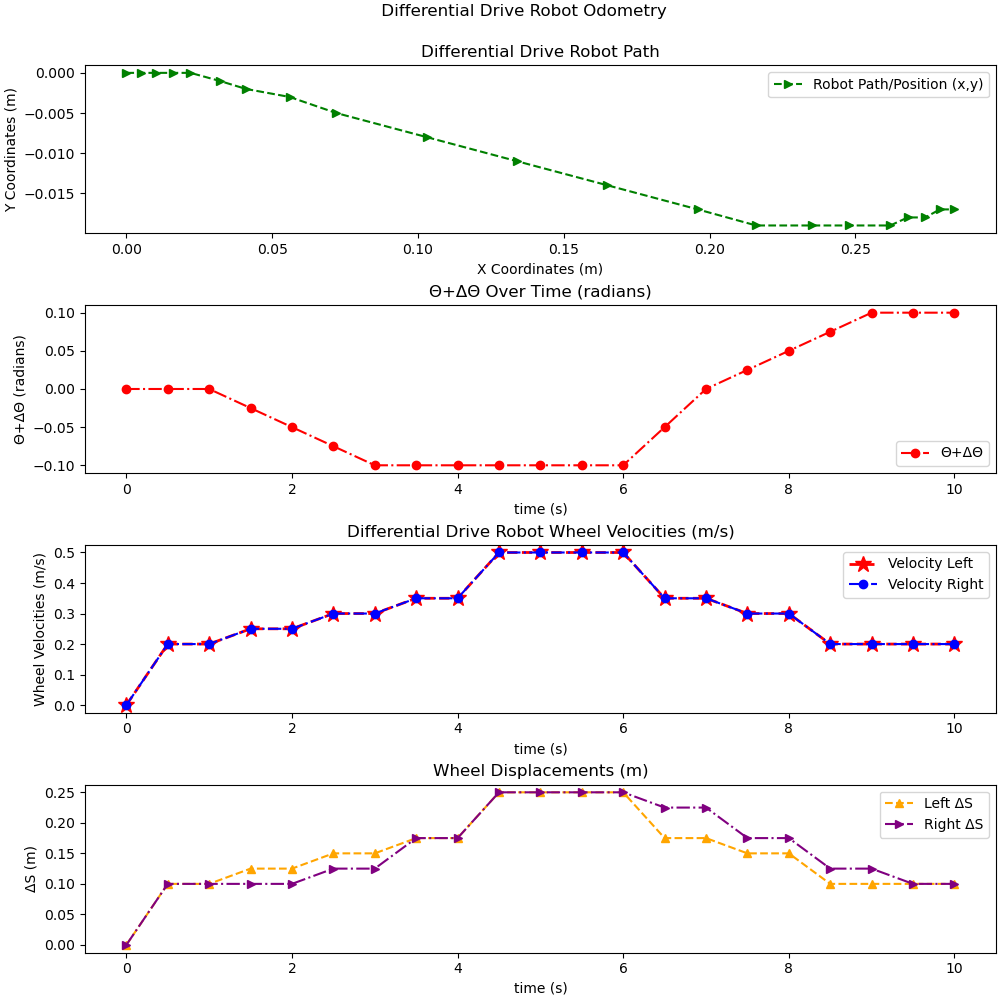 Differential Drive Robot Odometry
Differential Drive Robot Path
0.000
−0.005
−0.010
−0.015
Y Coordinates (m)
Robot Path/Position (x,y)
0.00 0.05 0.10 0.15 0.20 0.25
X Coordinates (m)
Θ+ΔΘ Over Time (radians)
0.10
0.05
0.00
−0.05
−0.10
Θ+ΔΘ (radians)
Θ+ΔΘ
0 2 4 6 8 10
time (s)
Differential Drive Robot Wheel Velocities (m/s)
0.5
0.4
0.3
0.2
0.1
0.0
Wheel Velocities (m/s)
Velocity Left
Velocity Right
0 2 4 6 8 10
time (s)
Wheel Displacements (m)
0.25
0.20
0.15
0.10
0.05
0.00
ΔS (m)
Left ΔS
Right ΔS
0 2 4 6 8 10
time (s)